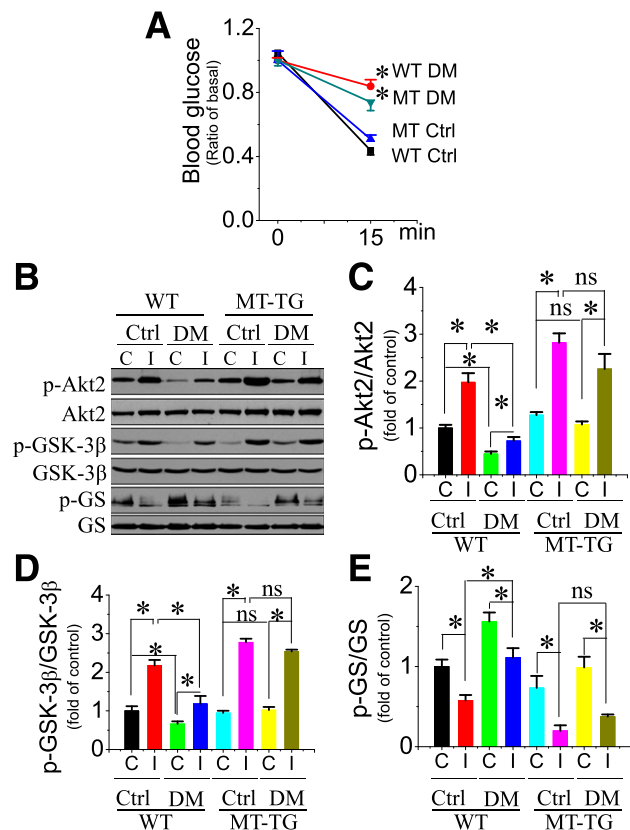 A
Blood glucose
(Ratio of basal)
1.2
0.8
0.4
0.0
* WT DM
* MT DM
MT Ctrl
WT Ctrl
0 15 min
B
WT MT-TG
Ctrl DM Ctrl DM
C I C I C I C I
p-Akt2
Akt2
p-GSK-3β
GSK-3β
p-GS
GS
C
p-Akt2/Akt2
(fold of control)
4
3
2
1
0
* ns
ns *
* *
*
*
C I C I C I C I
Ctrl DM Ctrl DM
WT MT-TG
D
p-GSK-3β/GSK-3β
(fold of control)
4
3
2
1
0
* ns
* * ns *
*
*
C I C I C I C I
Ctrl DM Ctrl DM
WT MT-TG
E
p-GS/GS
(fold of control)
2
1
0
* ns
*
* * *
C I C I C I C I
Ctrl DM Ctrl DM
WT MT-TG